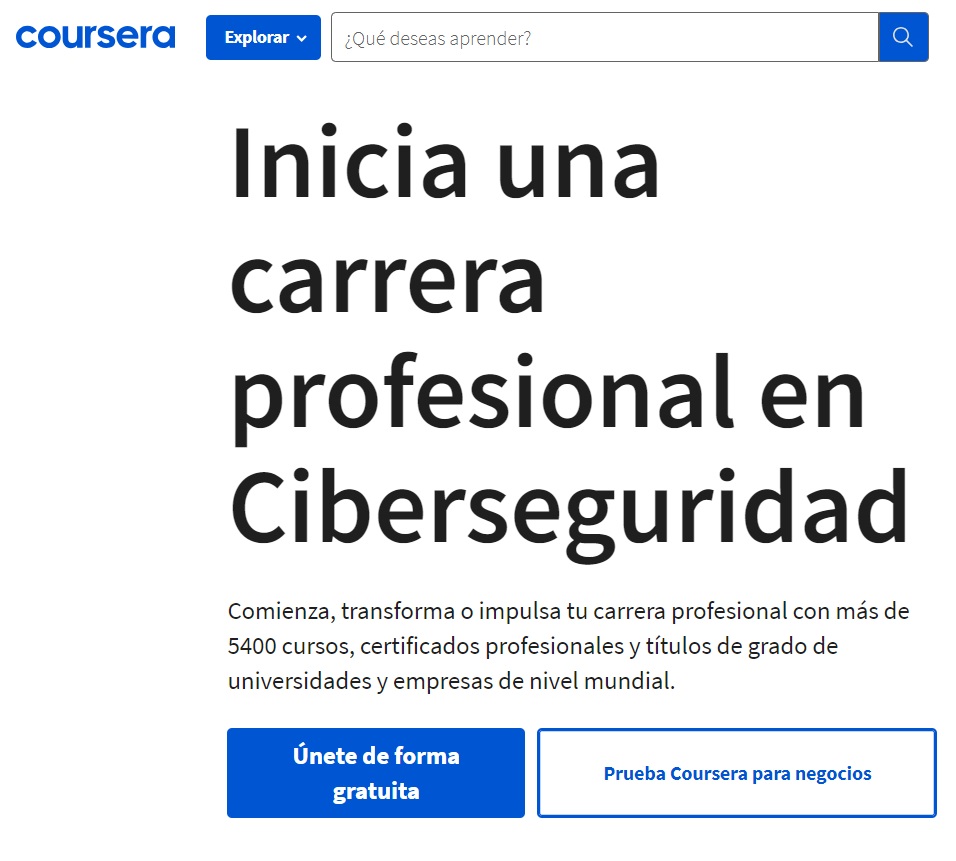 coursera
Explorar
¿Qué deseas aprender?
Inicia una
carrera
profesional en
Ciberseguridad
Comienza, transforma o impulsa tu carrera profesional con más de
5400 cursos, certificados profesionales y títulos de grado de
universidades y empresas de nivel mundial.
Únete de forma
gratuita
Prueba Coursera para negocios